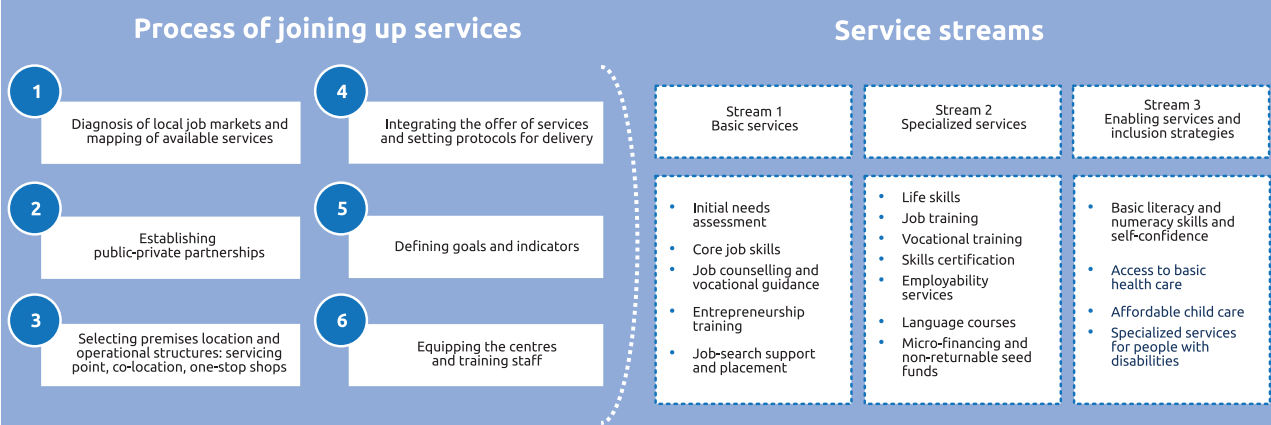 Process of joining up services
1
Diagnosis of local job markets and
mapping of available services
2
Establishing
public-private partnerships
3
Selecting premises location and
operational structures: servicing
point, co-location, one-stop shops
4
Integrating the offer of services
and setting protocols for delivery
5
Defining goals and indicators
6
Equipping the centres
and training staff
Service streams
Stream 1
Basic services
• Initial needs
assessment
• Core job skills
• Job counselling and
vocational guidance
• Entrepreneurship
training
• Job-search support
and placement
Stream 2
Specialized services
• Life skills
• Job training
• Vocational training
• Skills certification
• Employability
services
• Language courses
• Micro-financing and
non-returnable seed
funds
Stream 3
Enabling services and
inclusion strategies
• Basic literacy and
numeracy skills and
self-confidence
• Access to basic
health care
• Affordable child care
• Specialized services
for people with
disabilities